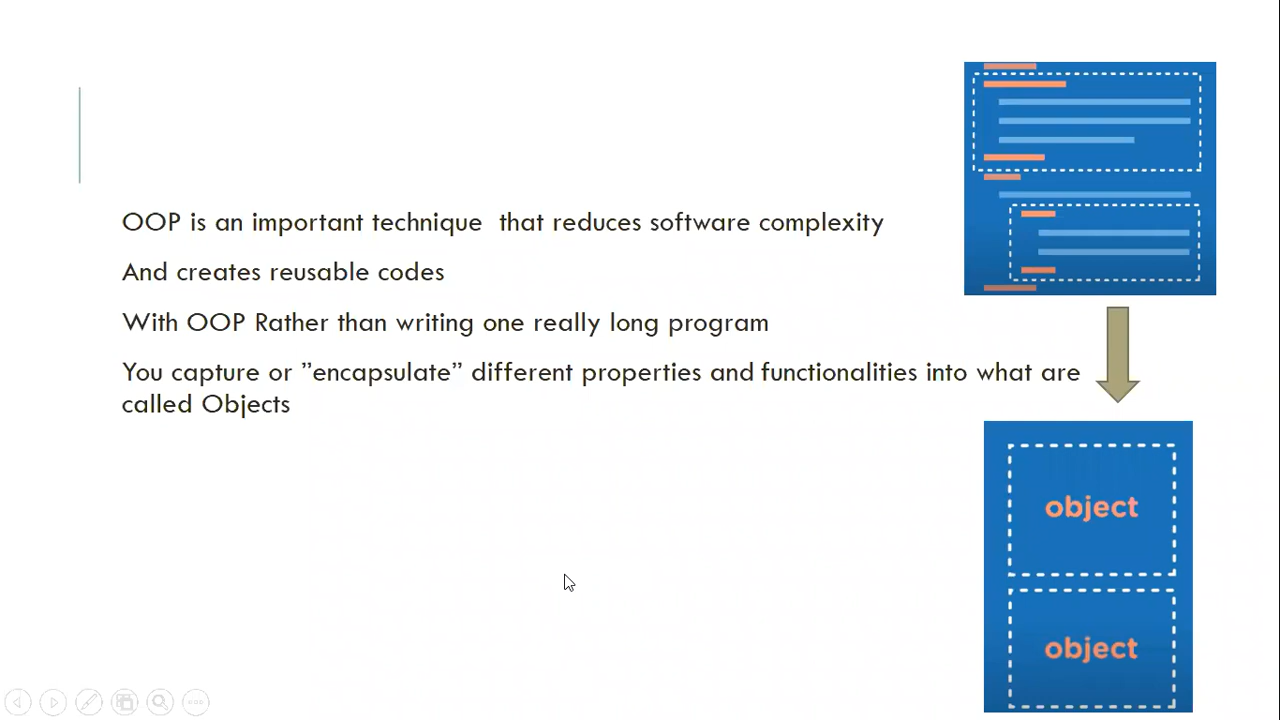 OOP is an important technique  that reduces software complexity
And creates reusable codes
With OOP Rather than writing one really long program
You capture or ”encapsulate” different properties and functionalities into what are
called Objects
object
object